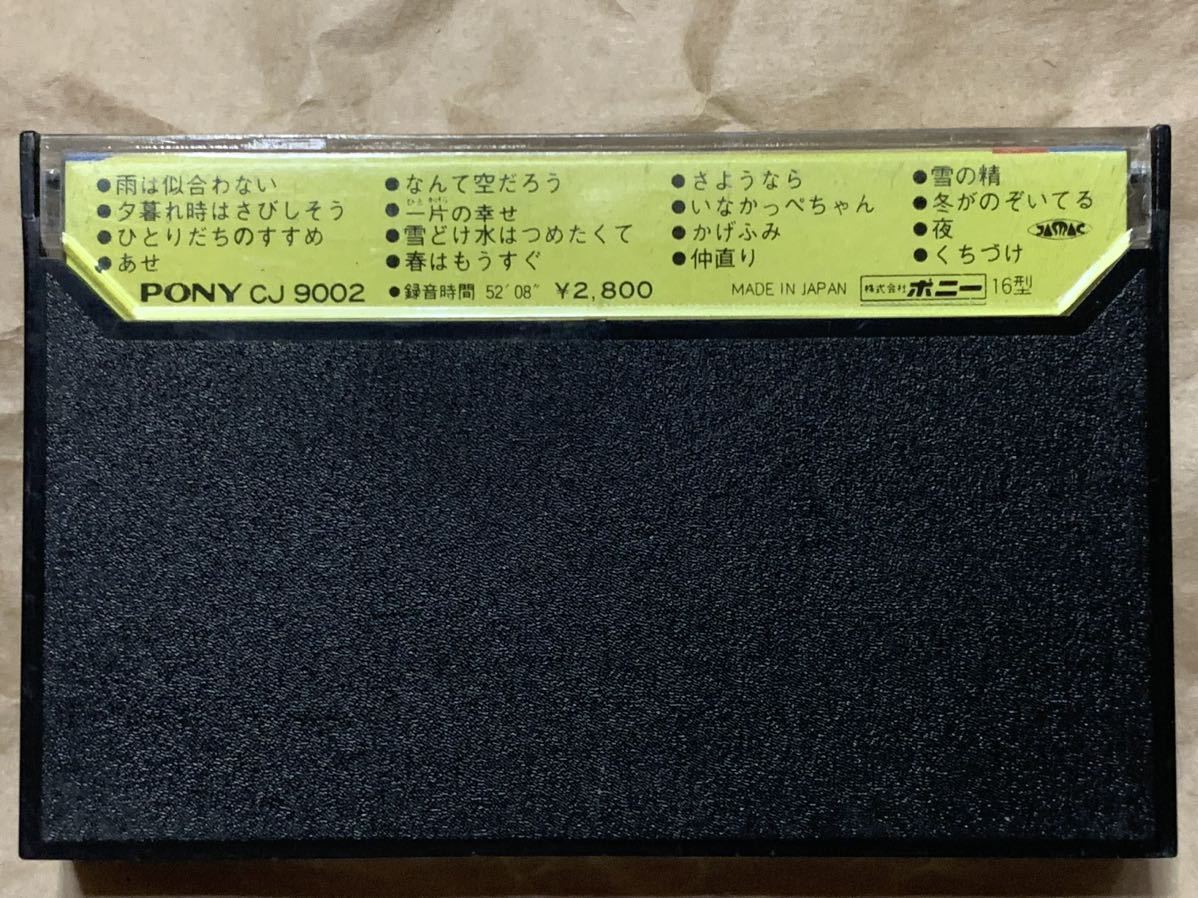 ●雨は似合わない
●夕暮れ時はさびしそう
●ひとりだちのすすめ
●あせ
●なんて空だろう
●一片の幸せ
●雪どけ水はつめたくて
●春はもうすぐ
●さようなら
●いなかっぺちゃん
●かげふみ
●仲直り
●雪の精
●冬がのぞいてる
●夜
●くちづけ
JASRAC
PONY CJ 9002 ●録音時間 52′08″ ¥2,800 MADE IN JAPAN 株式会社ポニー 16型